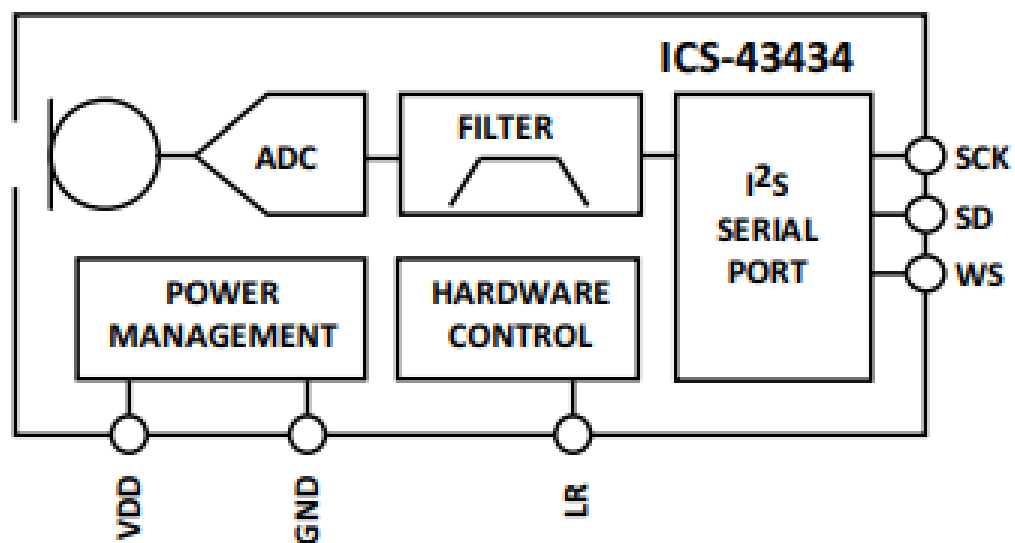 ICS-43434
ADC
FILTER
I²S
SERIAL
PORT
SCK
SD
WS
POWER
MANAGEMENT
HARDWARE
CONTROL
VDD
GND
LR